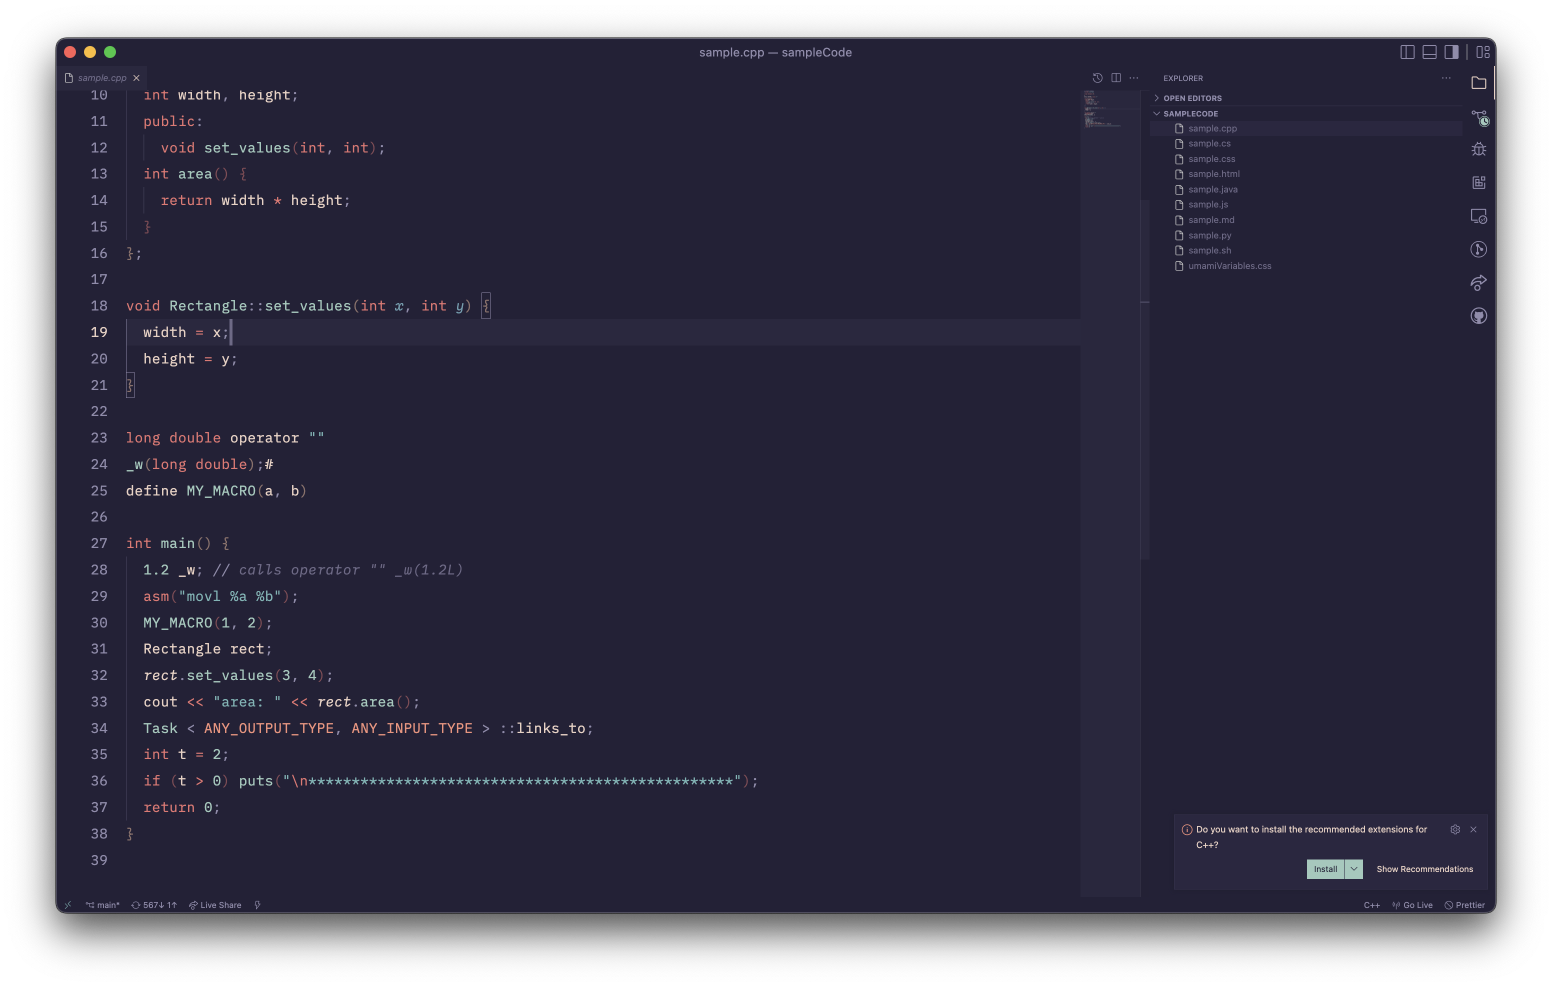 sample.cpp — sampleCode
sample.cpp
10 int width, height;
11 public:
12 void set_values(int, int);
13 int area() {
14 return width * height;
15 }
16 };
17
18 void Rectangle::set_values(int x, int y) {
19 width = x;
20 height = y;
21 }
22
23 long double operator ""
24 _w(long double);#
25 define MY_MACRO(a, b)
26
27 int main() {
28 1.2 _w; // calls operator "" _w(1.2L)
29 asm("movl %a %b");
30 MY_MACRO(1, 2);
31 Rectangle rect;
32 rect.set_values(3, 4);
33 cout << "area: " << rect.area();
34 Task < ANY_OUTPUT_TYPE, ANY_INPUT_TYPE > ::links_to;
35 int t = 2;
36 if (t > 0) puts("\n*************************************************");
37 return 0;
38 }
39
EXPLORER
OPEN EDITORS
SAMPLECODE
sample.cpp
sample.cs
sample.css
sample.html
sample.java
sample.js
sample.md
sample.py
sample.sh
umamiVariables.css
Do you want to install the recommended extensions for
C++?
Install
Show Recommendations
main* 567↓ 1↑ Live Share
C++ Go Live Prettier